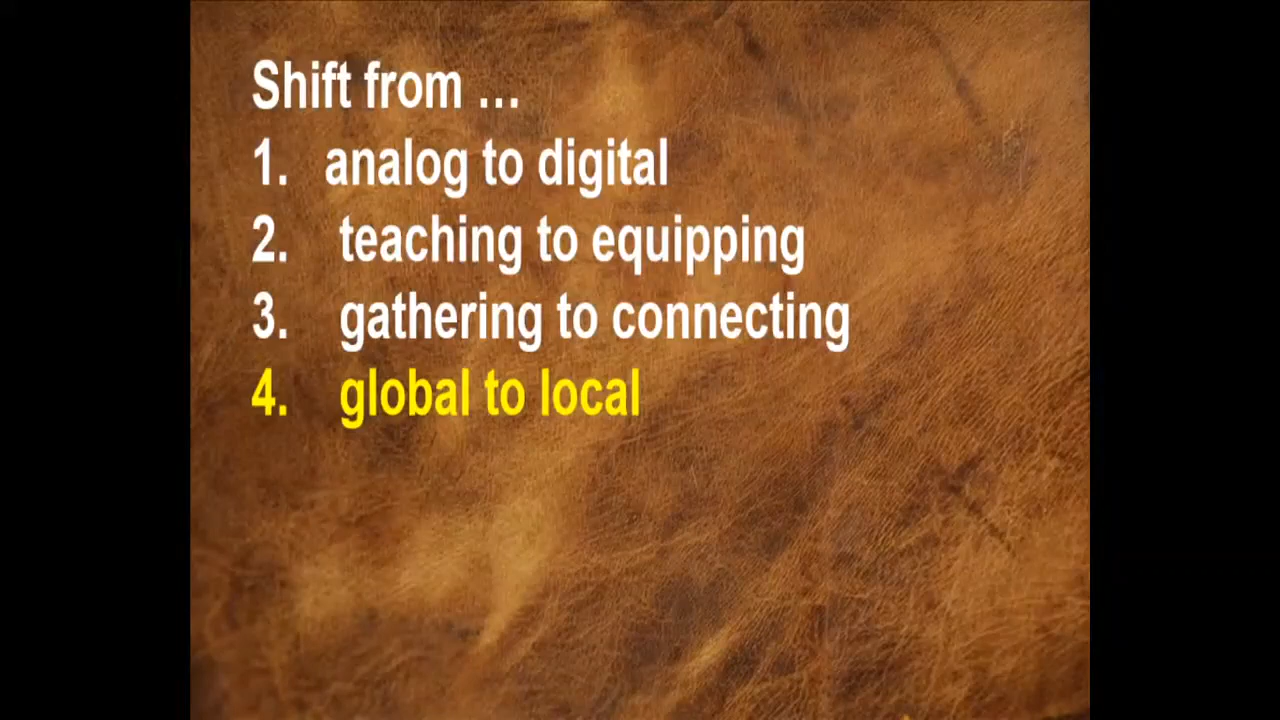 Shift from …
1. analog to digital
2. teaching to equipping
3. gathering to connecting
4. global to local